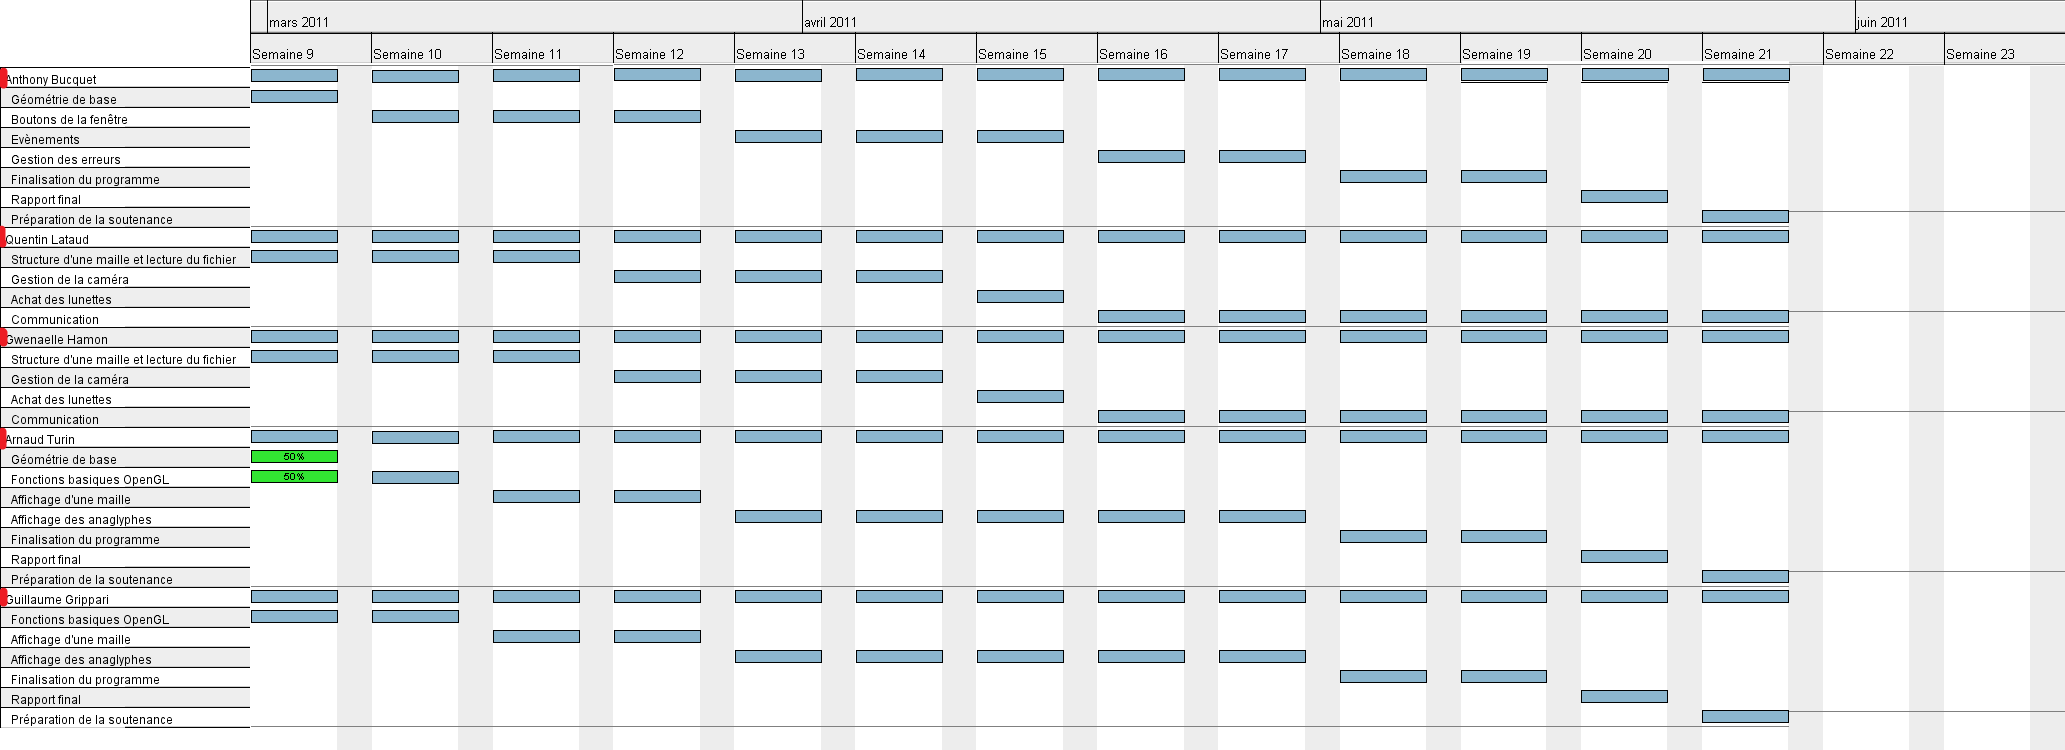 mars 2011 avril 2011 mai 2011 juin 2011
Semaine 9 Semaine 10 Semaine 11 Semaine 12 Semaine 13 Semaine 14 Semaine 15 Semaine 16 Semaine 17 Semaine 18 Semaine 19 Semaine 20 Semaine 21 Semaine 22 Semaine 23
Anthony Bucquet
Géométrie de base
Boutons de la fenêtre
Evènements
Gestion des erreurs
Finalisation du programme
Rapport final
Préparation de la soutenance
Quentin Lataud
Structure d'une maille et lecture du fichier
Gestion de la caméra
Achat des lunettes
Communication
Gwenaelle Hamon
Structure d'une maille et lecture du fichier
Gestion de la caméra
Achat des lunettes
Communication
Arnaud Turin
Géométrie de base 50%
Fonctions basiques OpenGL 50%
Affichage d'une maille
Affichage des anaglyphes
Finalisation du programme
Rapport final
Préparation de la soutenance
Guillaume Grippari
Fonctions basiques OpenGL
Affichage d'une maille
Affichage des anaglyphes
Finalisation du programme
Rapport final
Préparation de la soutenance